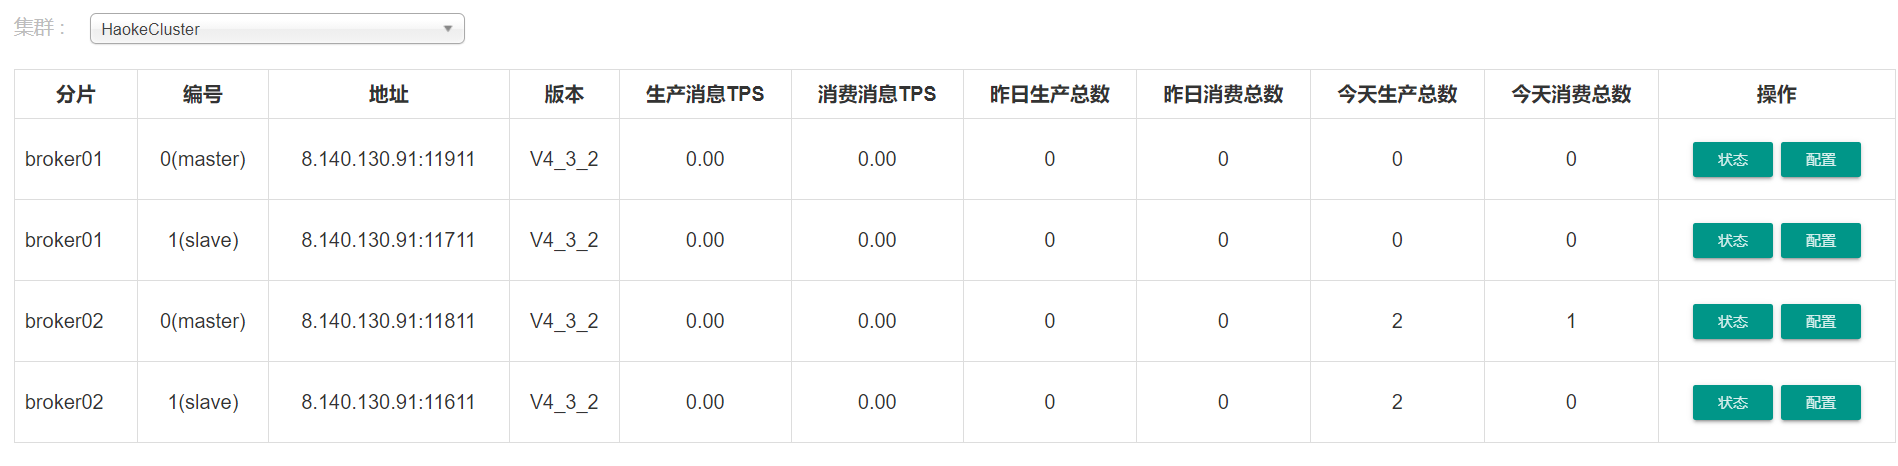 集群 : HaokeCluster
分片 编号 地址 版本 生产消息TPS 消费消息TPS 昨日生产总数 昨日消费总数 今天生产总数 今天消费总数 操作
broker01 0(master) 8.140.130.91:11911 V4_3_2 0.00 0.00 0 0 0 0 状态 配置
broker01 1(slave) 8.140.130.91:11711 V4_3_2 0.00 0.00 0 0 0 0 状态 配置
broker02 0(master) 8.140.130.91:11811 V4_3_2 0.00 0.00 0 0 2 1 状态 配置
broker02 1(slave) 8.140.130.91:11611 V4_3_2 0.00 0.00 0 0 2 0 状态 配置